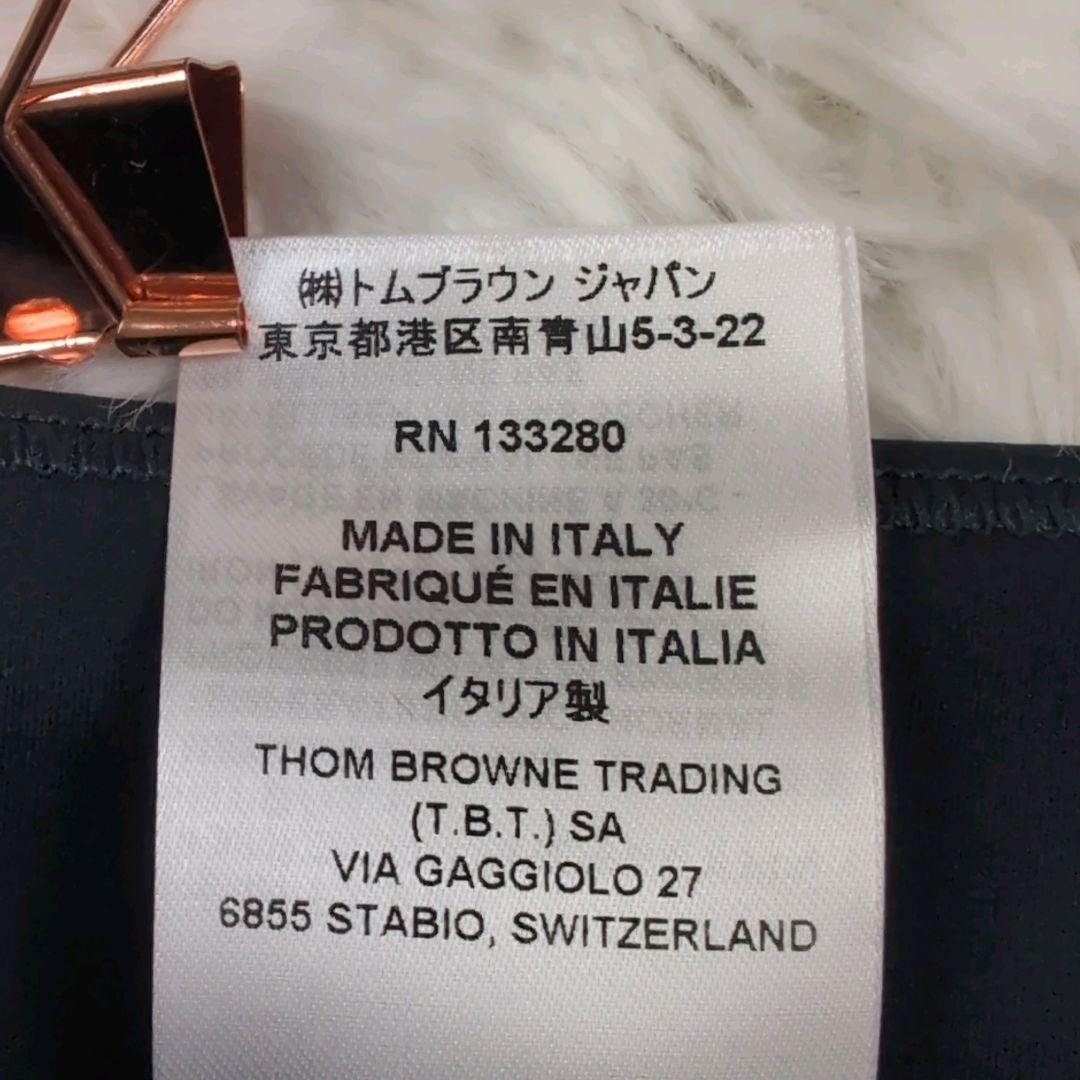 ㈱トムブラウン ジャパン
東京都港区南青山5-3-22
RN 133280
MADE IN ITALY
FABRIQUÉ EN ITALIE
PRODOTTO IN ITALIA
イタリア製
THOM BROWNE TRADING
(T.B.T.) SA
VIA GAGGIOLO 27
6855 STABIO, SWITZERLAND